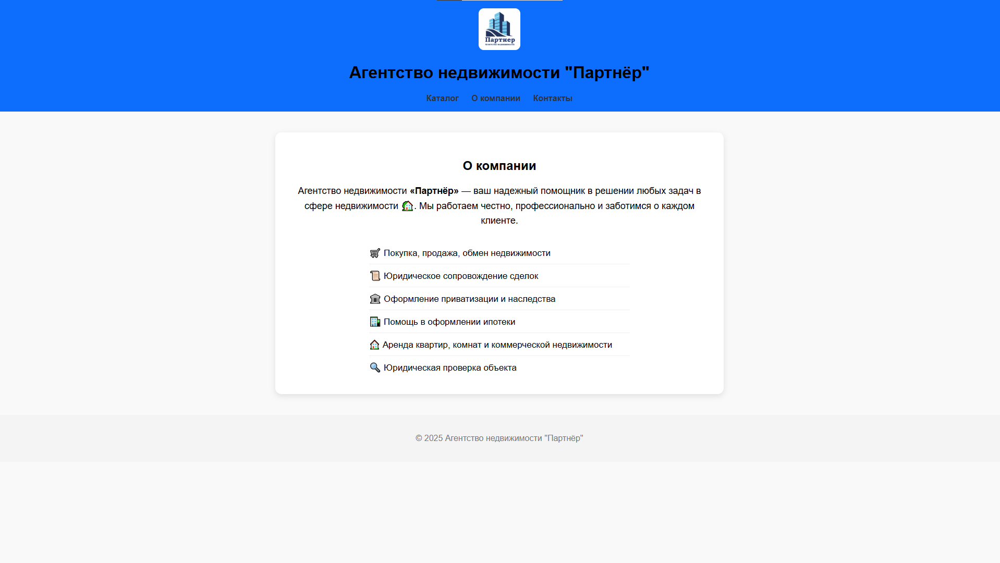 Партнер
Агентство недвижимости
Агентство недвижимости "Партнёр"
Каталог О компании Контакты
О компании
Агентство недвижимости «Партнёр» — ваш надежный помощник в решении любых задач в
сфере недвижимости 🏡. Мы работаем честно, профессионально и заботимся о каждом
клиенте.
🛒 Покупка, продажа, обмен недвижимости
📜 Юридическое сопровождение сделок
🏛 Оформление приватизации и наследства
🏦 Помощь в оформлении ипотеки
🏠 Аренда квартир, комнат и коммерческой недвижимости
🔍 Юридическая проверка объекта
© 2025 Агентство недвижимости "Партнёр"